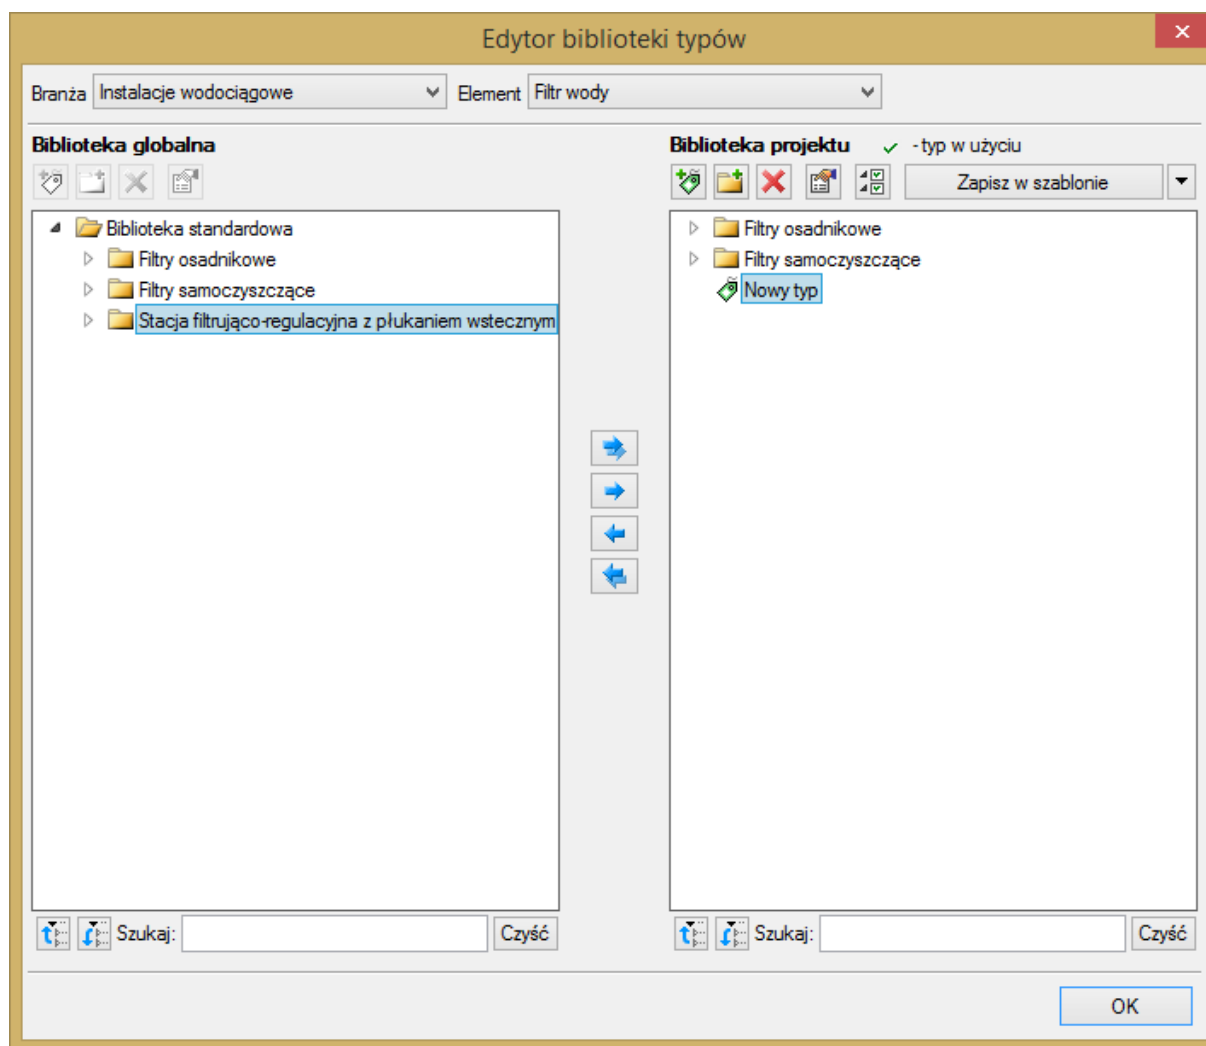 Edytor biblioteki typów
Branża Instalacje wodociągowe Element Filtr wody
Biblioteka globalna
Biblioteka standardowa
Filtry osadnikowe
Filtry samoczyszczące
Stacja filtrująco-regulacyjna z płukaniem wstecznym
Szukaj: Czyść
Biblioteka projektu - typ w użyciu
Zapisz w szablonie
Filtry osadnikowe
Filtry samoczyszczące
Nowy typ
Szukaj: Czyść
OK